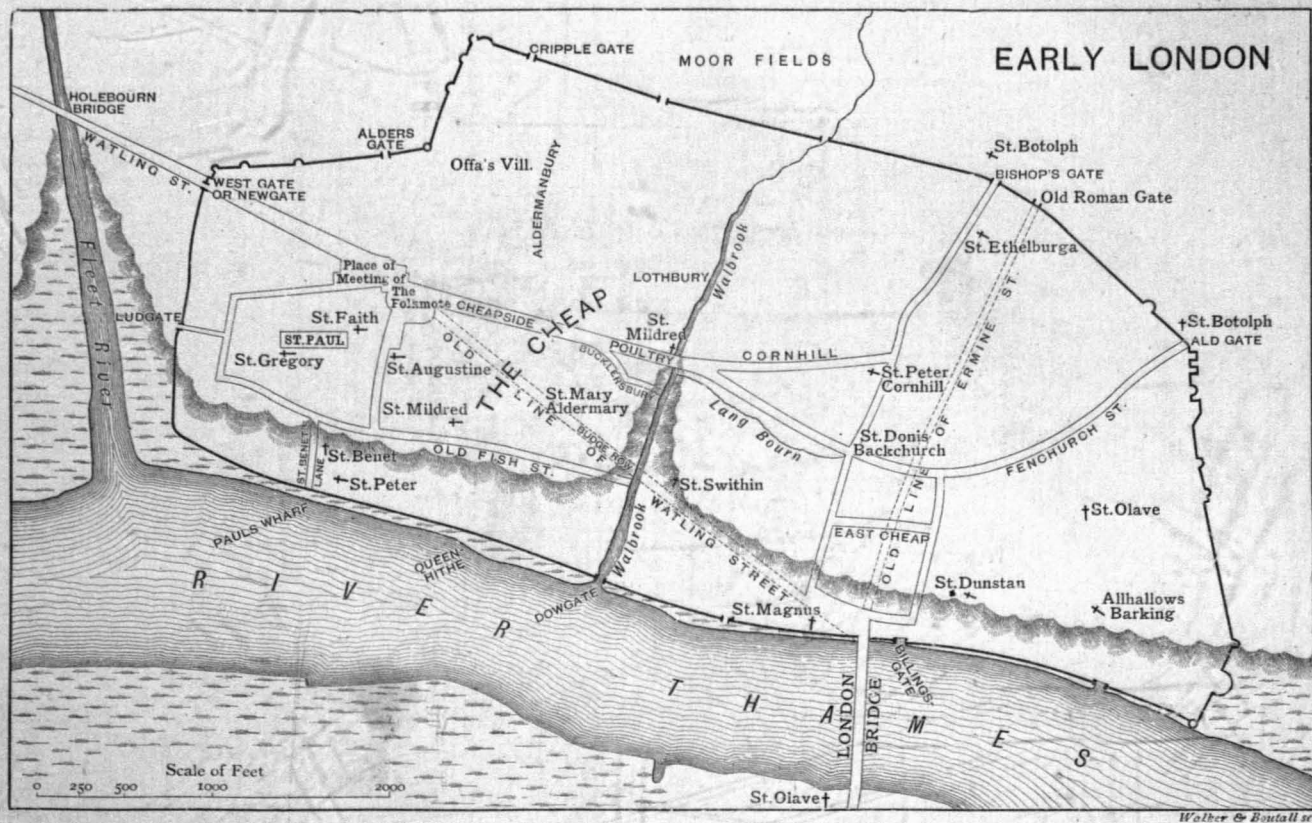 EARLY LONDON
CRIPPLE GATE
MOOR FIELDS
HOLEBOURN
BRIDGE
WATLING ST.
ALDERS
GATE
Offa's Vill.
ALDERMANBURY
St. Botolph
BISHOP'S GATE
Old Roman Gate
WEST GATE
OR NEWGATE
St. Ethelburga
Fleet River
Walbrook
LOTHBURY
Place of
Meeting of
The
Folkmote
CHEAPSIDE
THE CHEAP
LUDGATE
St. Faith
ST. PAUL
St. Gregory
St. Augustine
OLD LINE OF WATLING STREET
St.
Mildred
POULTRY
BUCKLERSBURY
CORNHILL
St. Botolph
ALD GATE
St. Peter
Cornhill
OLD LINE OF ERMINE ST.
St. Mildred
St. Mary
Aldermary
BUDGE ROW
Lang Bourn
St. Donis
Backchurch
FENCHURCH ST.
ST. BENETS
LANE
St. Benet
OLD FISH ST.
St. Peter
St. Swithin
St. Olave
EAST CHEAP
PAULS WHARF
QUEEN-
HITHE
Walbrook
DOWGATE
St. Magnus
St. Dunstan
Allhallows
Barking
BILLINGS-
GATE
RIVER THAMES
LONDON
BRIDGE
Scale of Feet
0 250 500 1000 2000
St. Olave
Walker & Boutall sc.